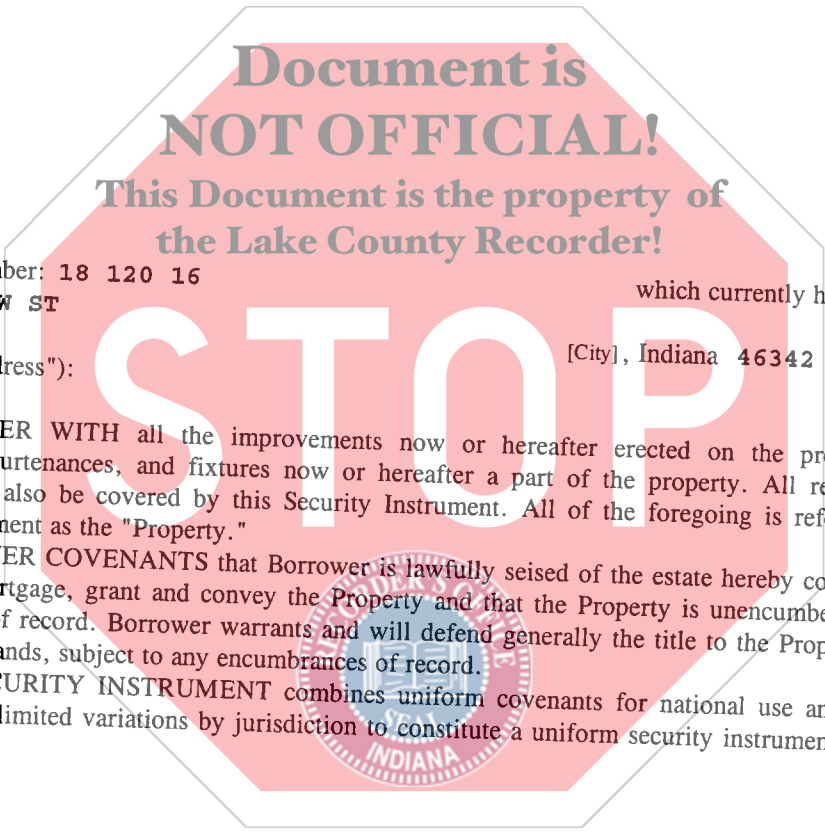 Document is
NOT OFFICIAL!
This Document is the property of
the Lake County Recorder!
ber: 18 120 16
which currently h
W ST
STOP
[City], Indiana 46342
dress"):
ER WITH all the improvements now or hereafter erected on the pr
urtenances, and fixtures now or hereafter a part of the property. All re
also be covered by this Security Instrument. All of the foregoing is ref
ment as the "Property."
ER COVENANTS that Borrower is lawfully seised of the estate hereby co
rtgage, grant and convey the Property and that the Property is unencumbe
f record. Borrower warrants and will defend generally the title to the Prop
ands, subject to any encumbrances of record.
CURITY INSTRUMENT combines uniform covenants for national use an
limited variations by jurisdiction to constitute a uniform security instrumen
RECORDER'S OFFICE
SEAL
INDIANA